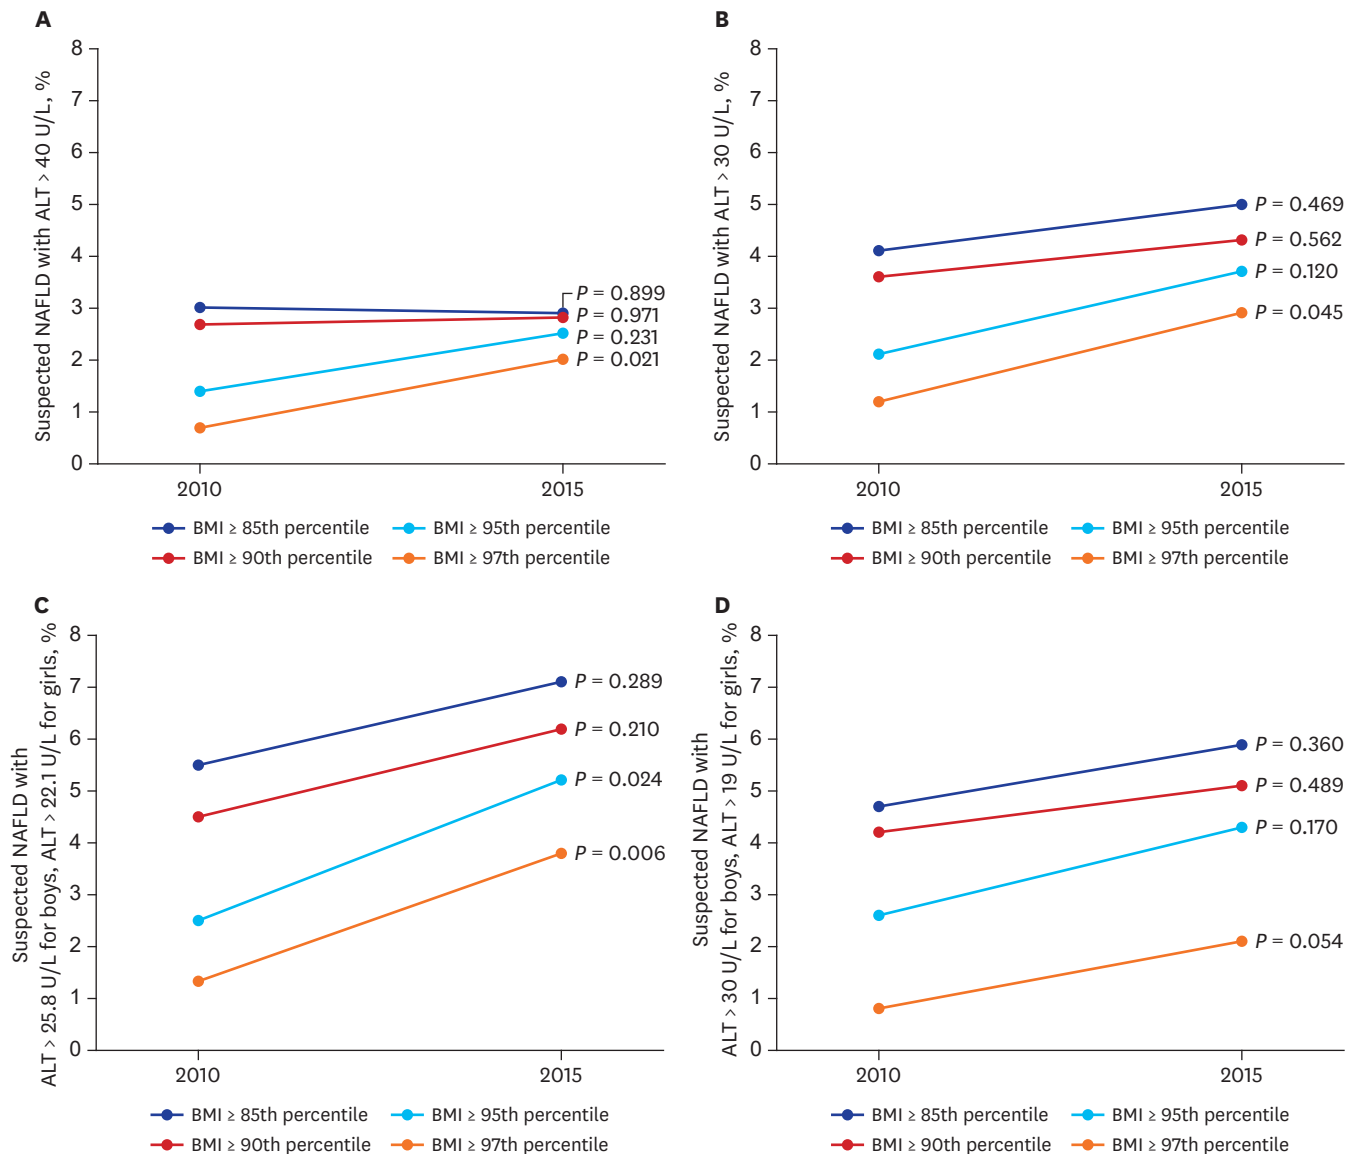 A
Suspected NAFLD with ALT > 40 U/L, %
8
7
6
5
4
3
2
1
0
P = 0.899
P = 0.971
P = 0.231
P = 0.021
2010
2015
BMI ≥ 85th percentile
BMI ≥ 95th percentile
BMI ≥ 90th percentile
BMI ≥ 97th percentile
B
Suspected NAFLD with ALT > 30 U/L, %
8
7
6
5
4
3
2
1
0
P = 0.469
P = 0.562
P = 0.120
P = 0.045
2010
2015
BMI ≥ 85th percentile
BMI ≥ 95th percentile
BMI ≥ 90th percentile
BMI ≥ 97th percentile
C
Suspected NAFLD with
ALT > 25.8 U/L for boys, ALT > 22.1 U/L for girls, %
8
7
6
5
4
3
2
1
0
P = 0.289
P = 0.210
P = 0.024
P = 0.006
2010
2015
BMI ≥ 85th percentile
BMI ≥ 95th percentile
BMI ≥ 90th percentile
BMI ≥ 97th percentile
D
Suspected NAFLD with
ALT > 30 U/L for boys, ALT > 19 U/L for girls, %
8
7
6
5
4
3
2
1
0
P = 0.360
P = 0.489
P = 0.170
P = 0.054
2010
2015
BMI ≥ 85th percentile
BMI ≥ 95th percentile
BMI ≥ 90th percentile
BMI ≥ 97th percentile